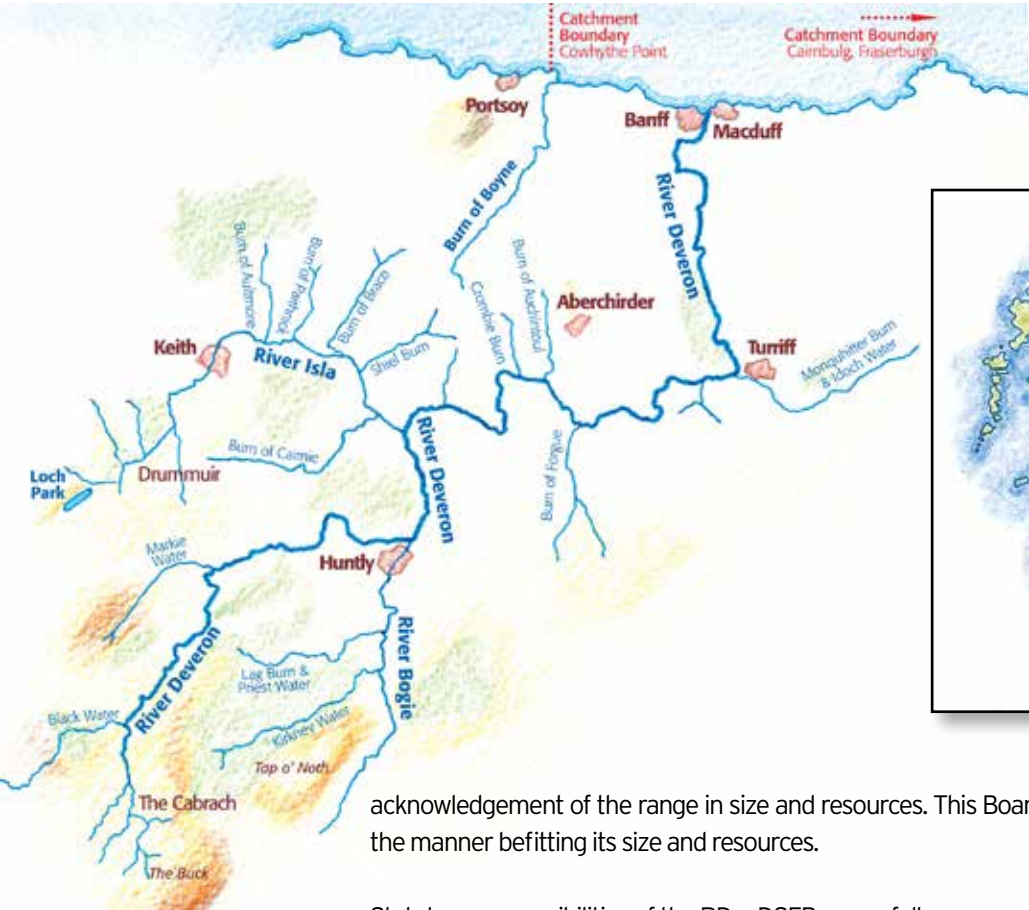 Catchment
Boundary
Cowhythe Point
Catchment Boundary
Cairnbulg, Fraserburgh
Portsoy
Banff
Macduff
Burn of Boyne
River Deveron
Burn of Aultmore
Burn of Paithnick
Burn of Brace
Crombie Burn
Burn of Auchintoul
Aberchirder
Keith
River Isla
Shiel Burn
Turriff
Monquhitter Burn
& Idoch Water
Loch
Park
Drummuir
Burn of Cairnie
River Deveron
Burn of Forgue
Markie
Water
Huntly
River Deveron
Lag Burn &
Priest Water
River Bogie
Black Water
Kirkney Water
Tap o' Noth
The Cabrach
The Buck
acknowledgement of the range in size and resources. This Boar
the manner befitting its size and resources.